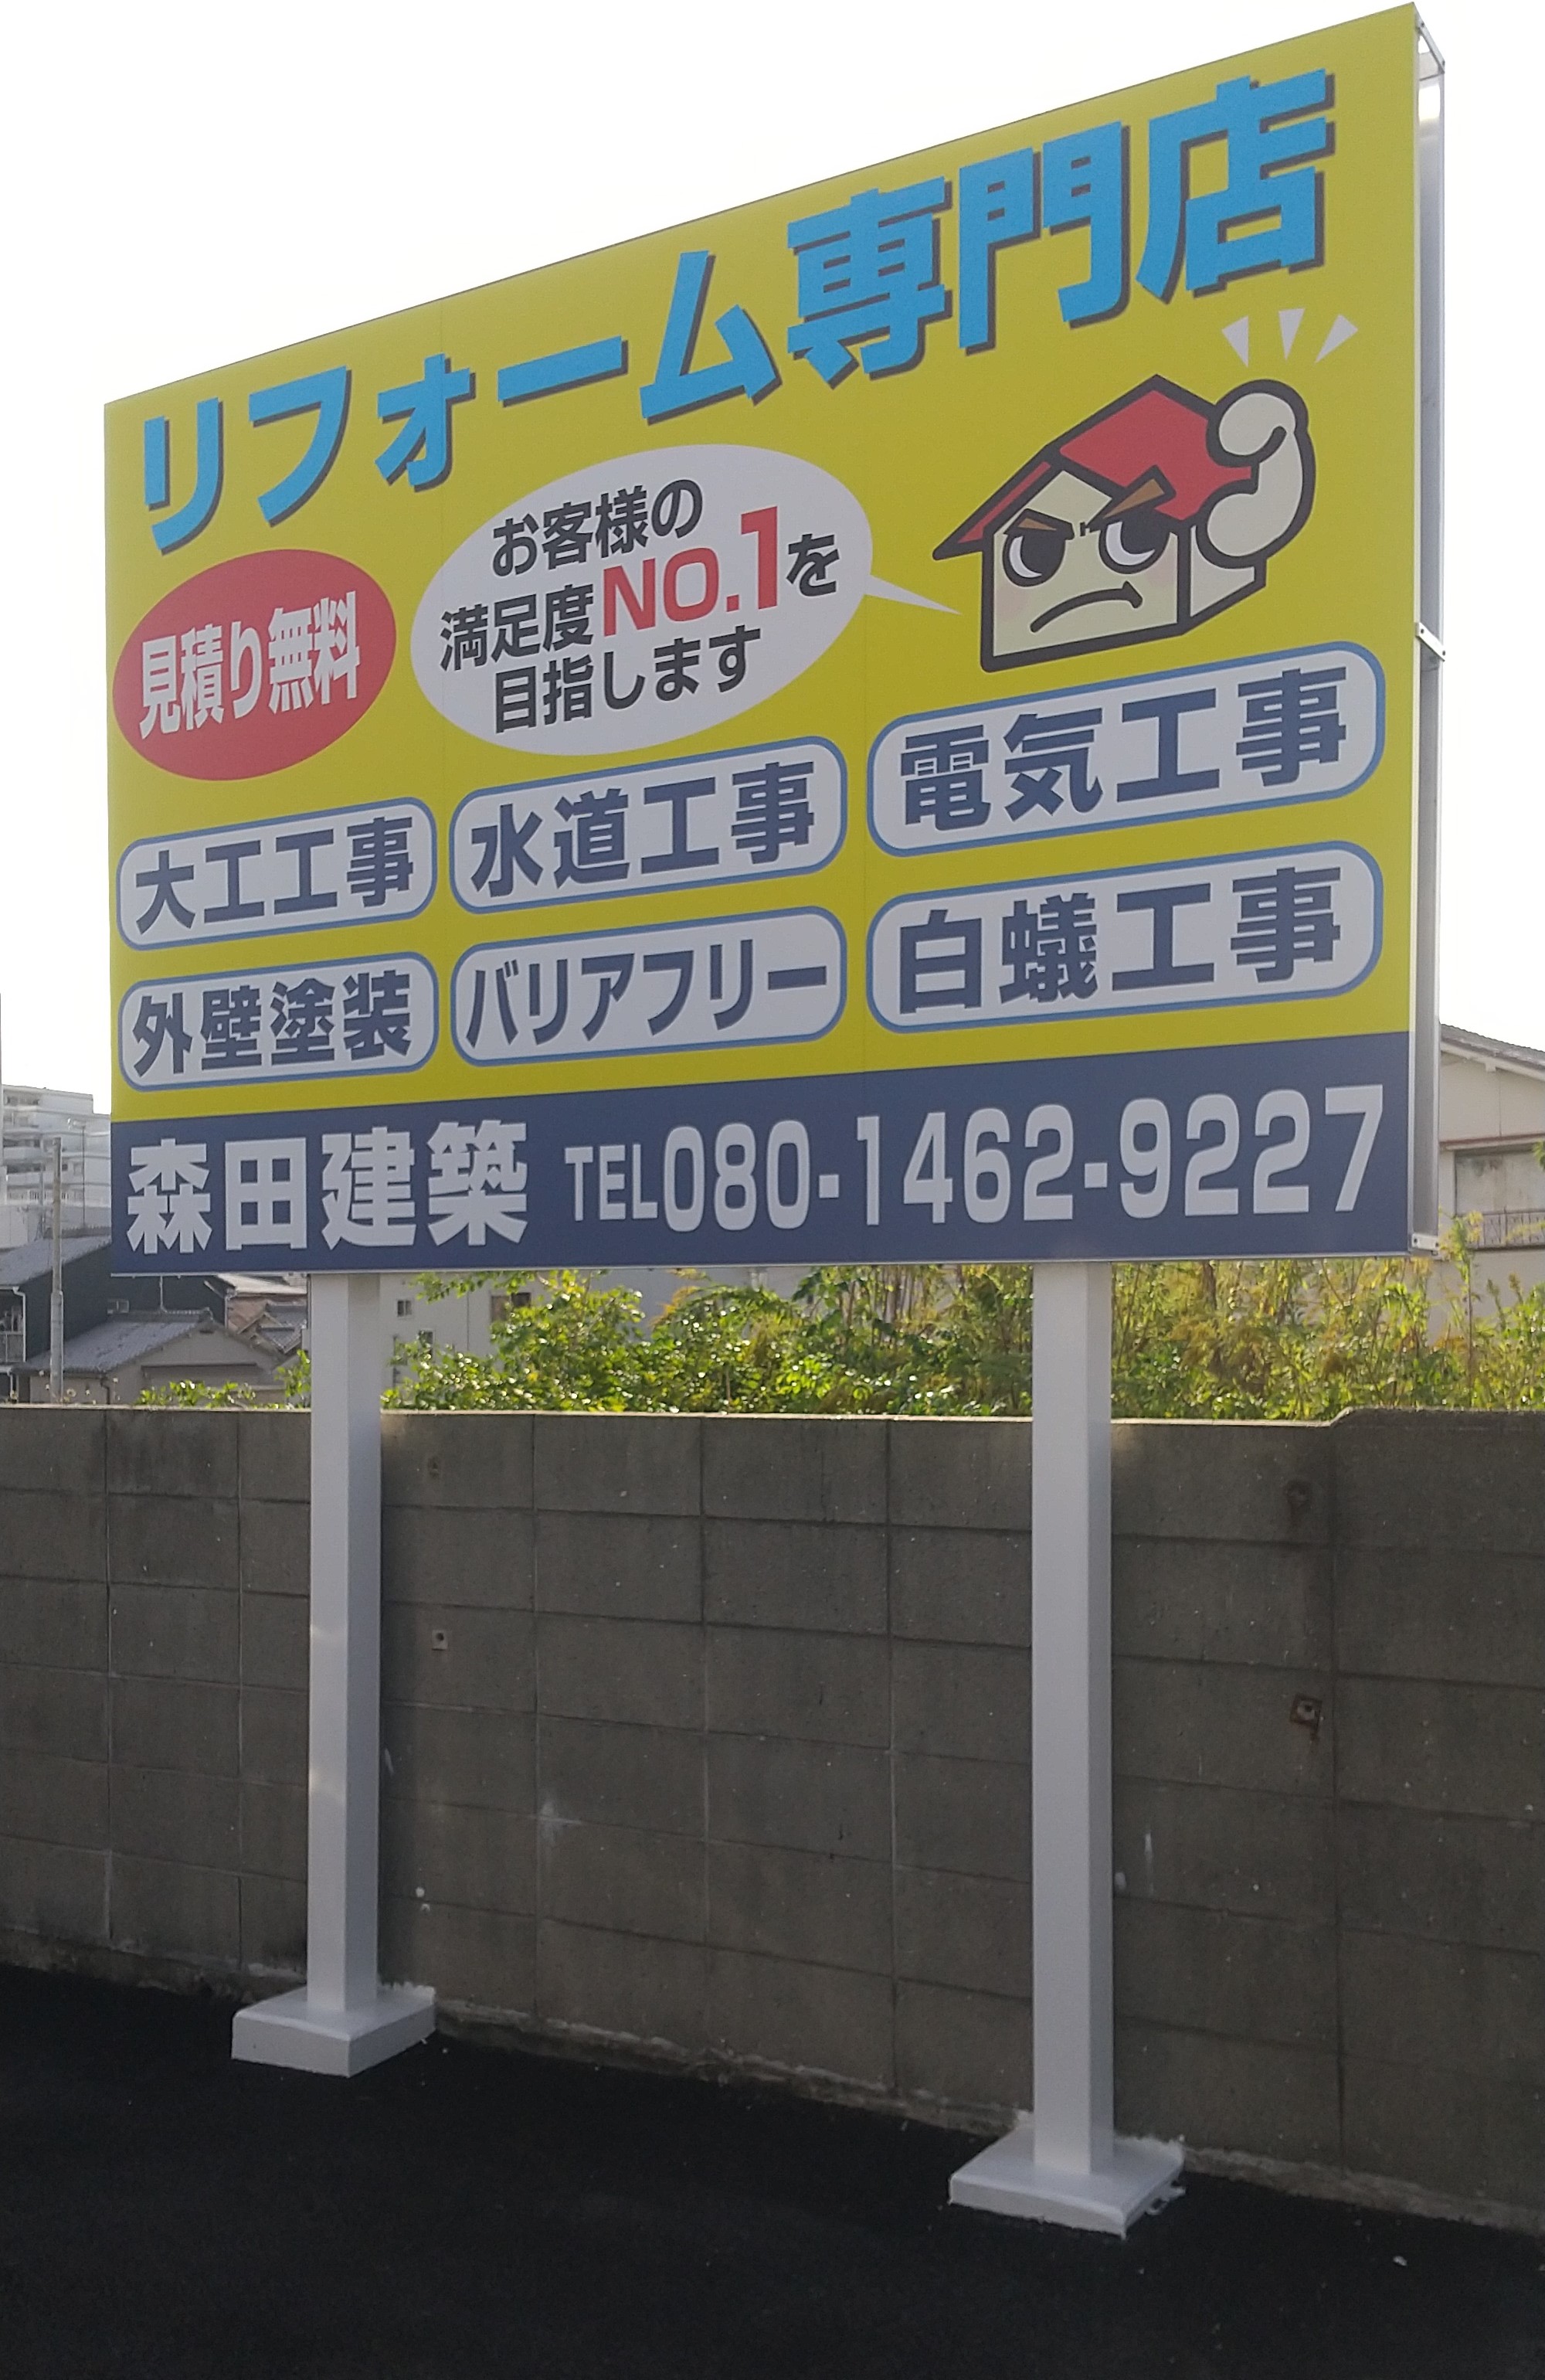 リフォーム専門店
見積り無料
お客様の
満足度NO.1を
目指します
大工工事
水道工事
電気工事
外壁塗装
バリアフリー
白蟻工事
森田建築 TEL080-1462-9227